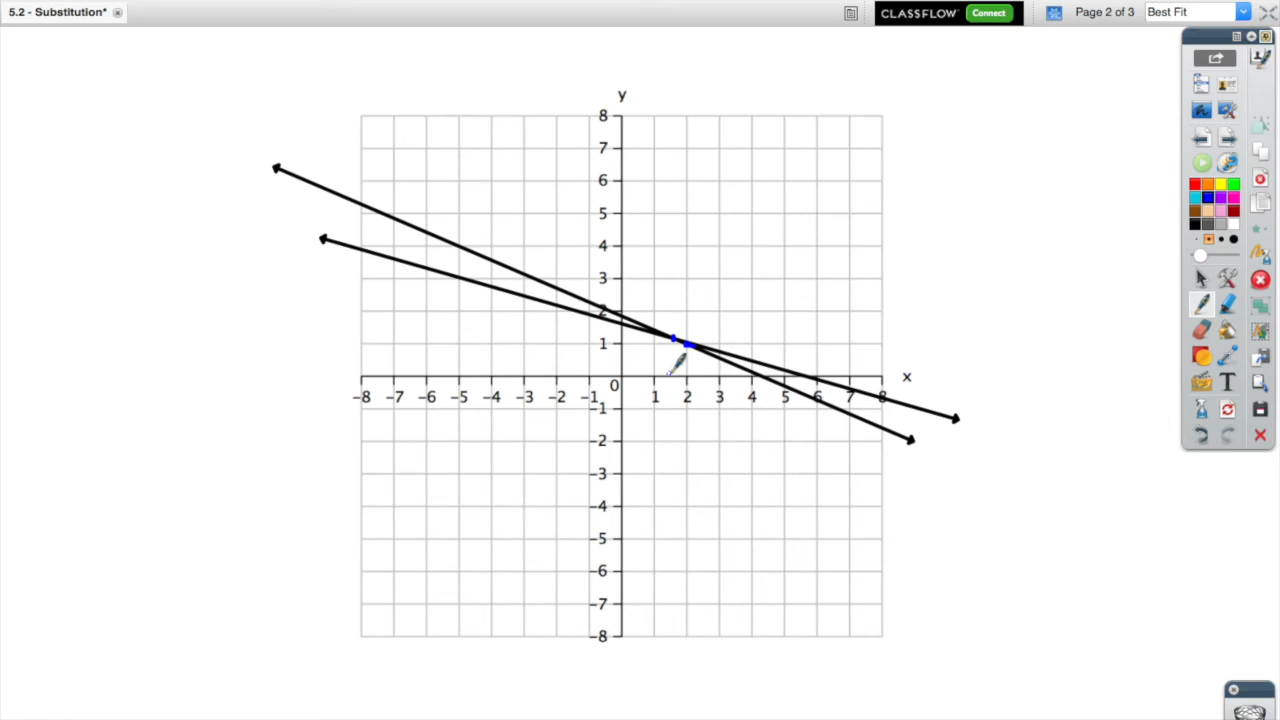 5.2 - Substitution*
CLASSFLOW Connect
Page 2 of 3
Best Fit
y
8
7
6
5
4
3
2
1
x
0
-8 -7 -6 -5 -4 -3 -2 -1 1 2 3 4 5 6 7 8
-1
-2
-3
-4
-5
-6
-7
-8
T